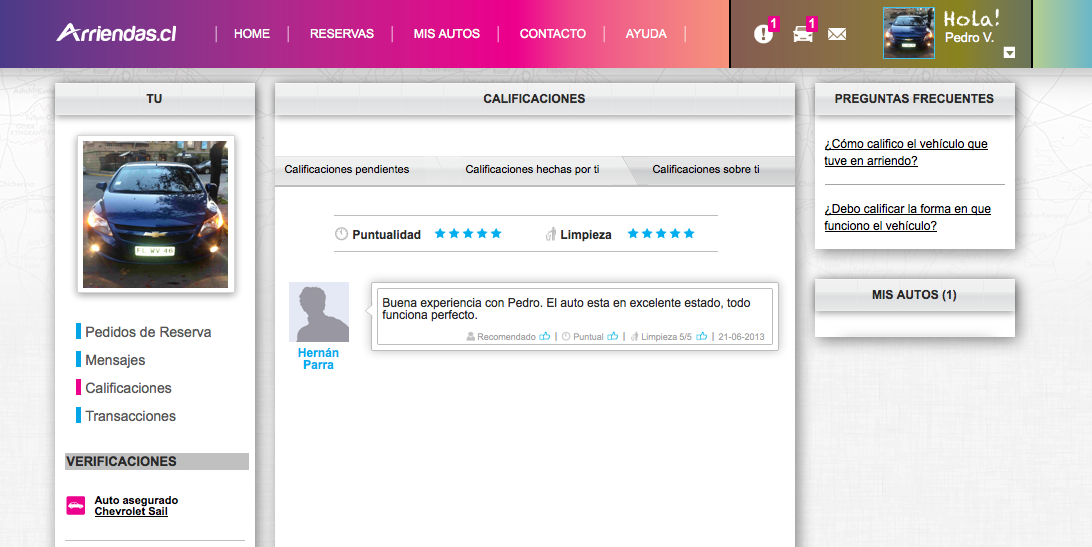 Arriendas.cl
HOME
RESERVAS
MIS AUTOS
CONTACTO
AYUDA
1
1
Hola!
Pedro V.
TU
Pedidos de Reserva
Mensajes
Calificaciones
Transacciones
VERIFICACIONES
Auto asegurado
Chevrolet Sail
CALIFICACIONES
Calificaciones pendientes
Calificaciones hechas por ti
Calificaciones sobre ti
Puntualidad
Limpieza
Hernán
Parra
Buena experiencia con Pedro. El auto esta en excelente estado, todo
funciona perfecto.
Recomendado | Puntual | Limpieza 5/5 | 21-06-2013
PREGUNTAS FRECUENTES
¿Cómo califico el vehículo que
tuve en arriendo?
¿Debo calificar la forma en que
funciono el vehículo?
MIS AUTOS (1)